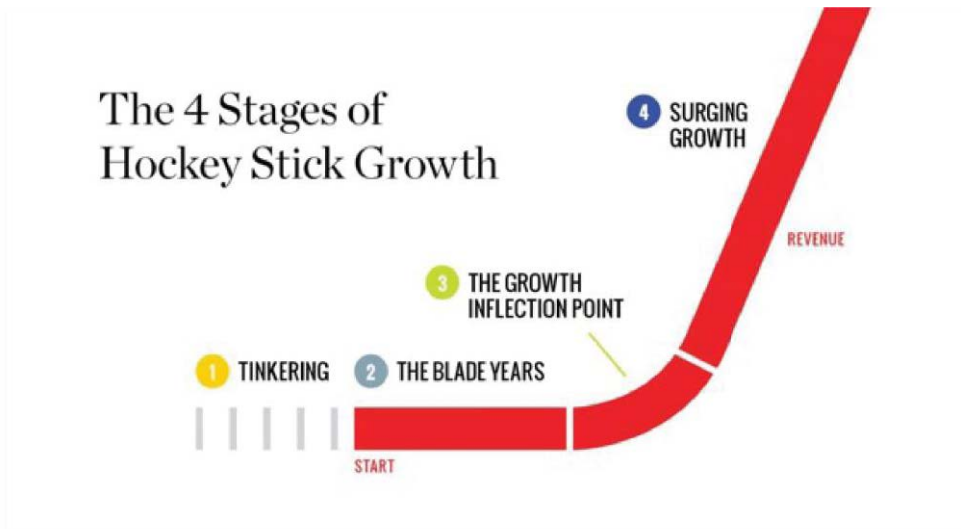 The 4 Stages of
Hockey Stick Growth
1 TINKERING
2 THE BLADE YEARS
3 THE GROWTH
INFLECTION POINT
4 SURGING
GROWTH
START
REVENUE